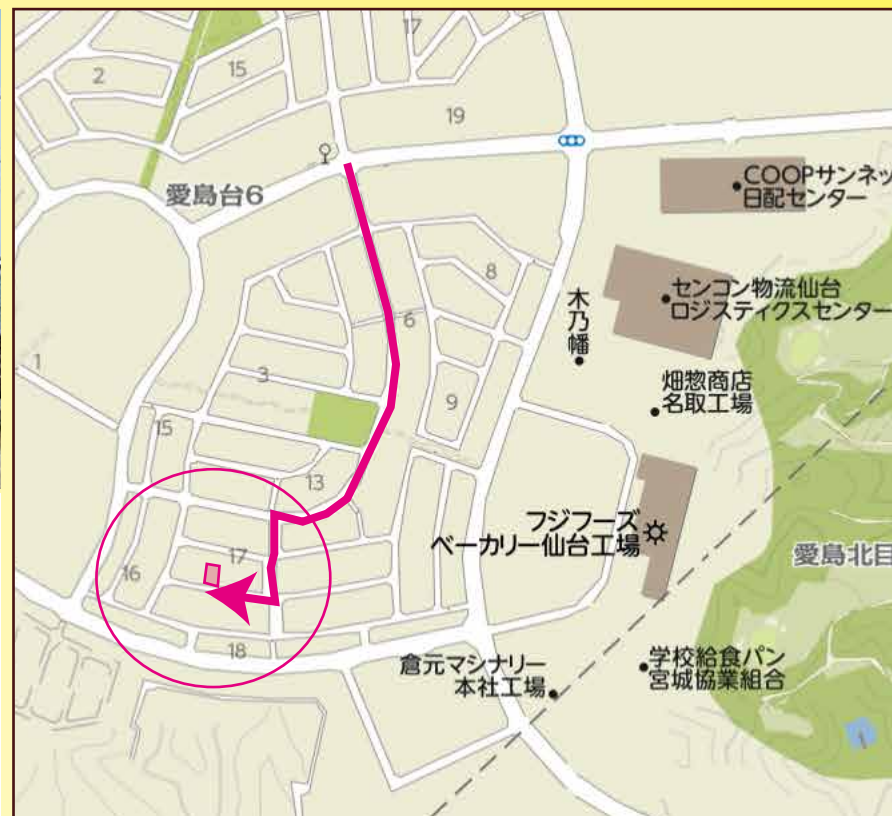 17
15
2
19
愛島台6
COOPサンネッ
日配センター
8
センコン物流仙台
ロジスティクスセンター
木乃幡
6
1
3
畑惣商店
名取工場
9
15
13
フジフーズ
ベーカリー仙台工場
17
16
愛島北目
18
倉元マシナリー
本社工場
学校給食パン
宮城協業組合